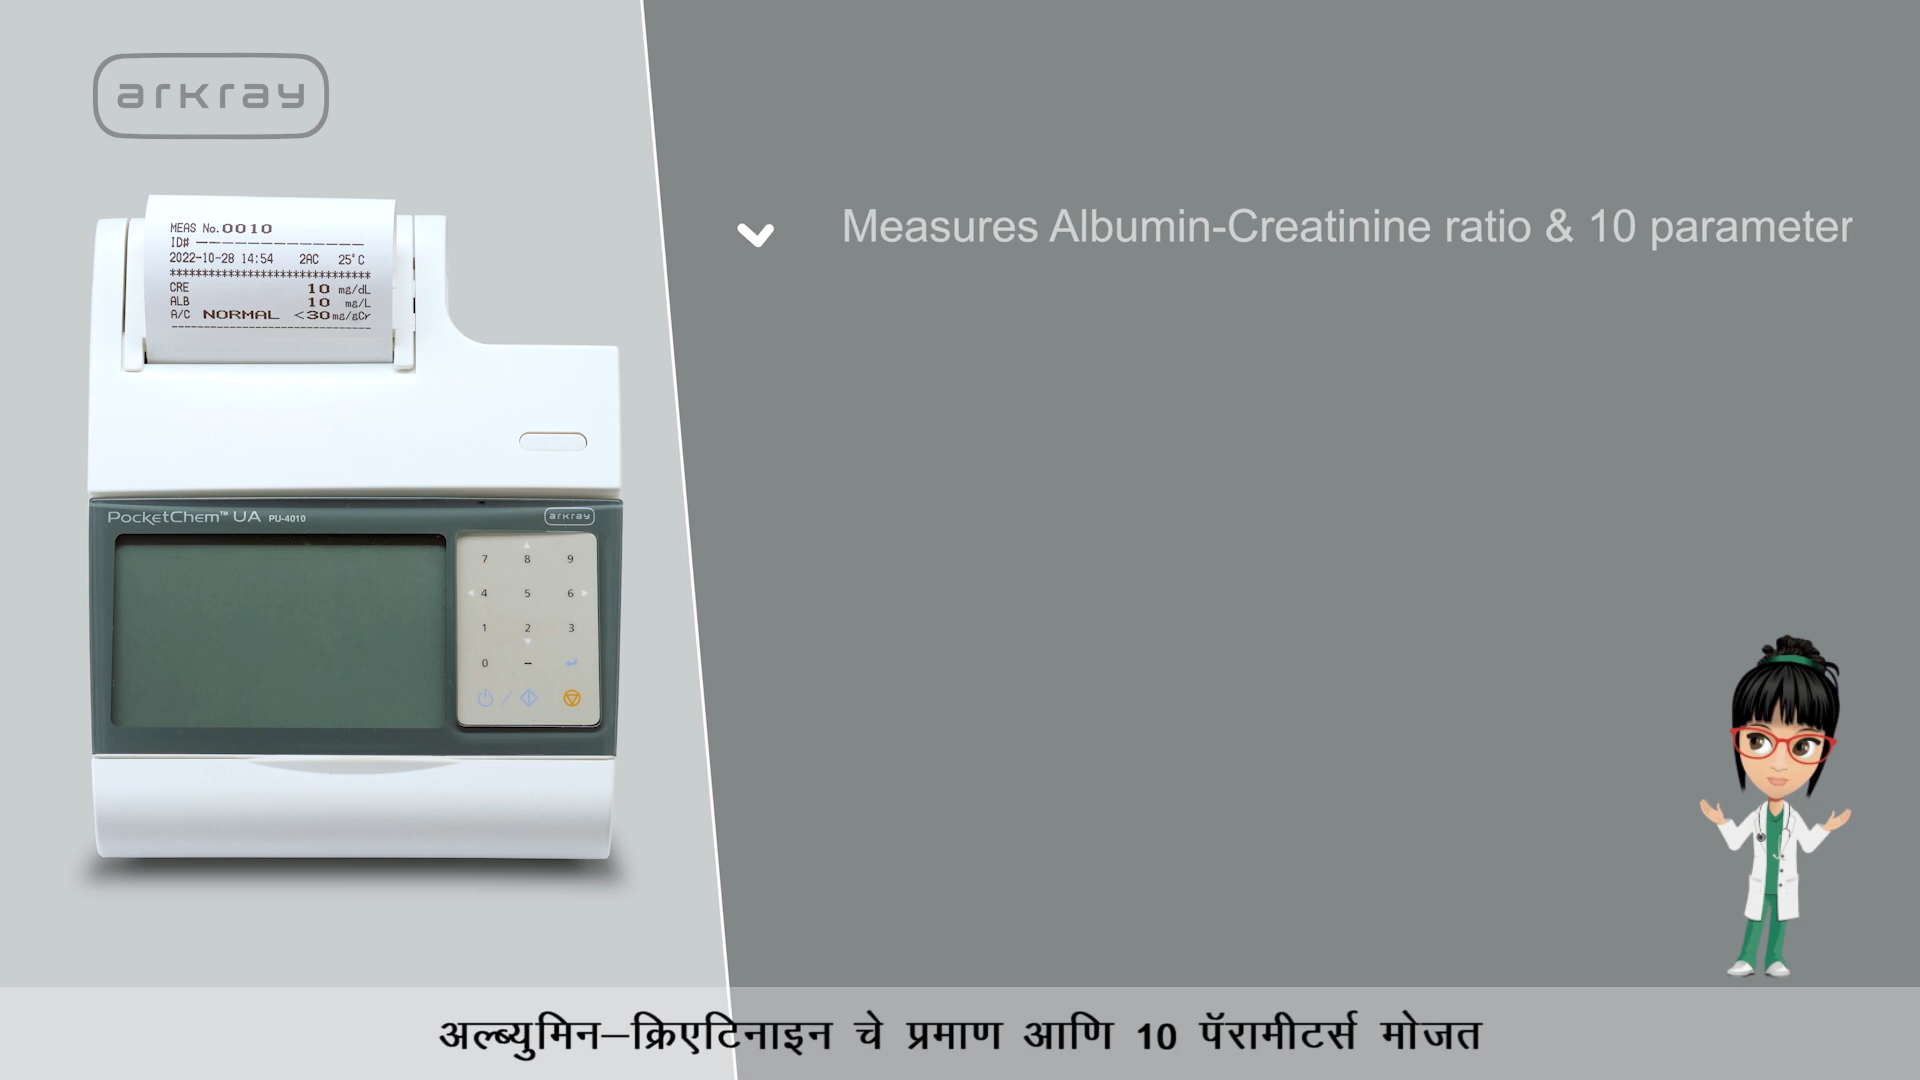 arkray
MEAS No.0010
ID# --------------
2022-10-28 14:54 2AC 25°C
********************************
CRE 10 mg/dL
ALB 10 mg/L
A/C NORMAL <30mg/gCr
--------------------------------
PocketChem™ UA PU-4010
arkray
7 8 9
4 5 6
1 2 3
0 –
Measures Albumin-Creatinine ratio & 10 parameter
अल्ब्युमिन–क्रिएटिनाइन चे प्रमाण आणि 10 पॅरामीटर्स मोजत